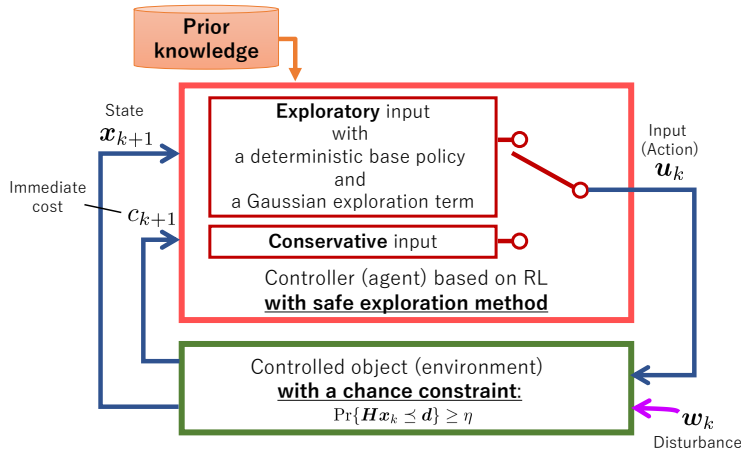 Prior
knowledge
State
x_{k+1}
Immediate
cost
c_{k+1}
Exploratory input
with
a deterministic base policy
and
a Gaussian exploration term
Conservative input
Controller (agent) based on RL
with safe exploration method
Input
(Action)
u_k
Controlled object (environment)
with a chance constraint:
Pr{Hx_k ⪯ d} ≥ η
w_k
Disturbance